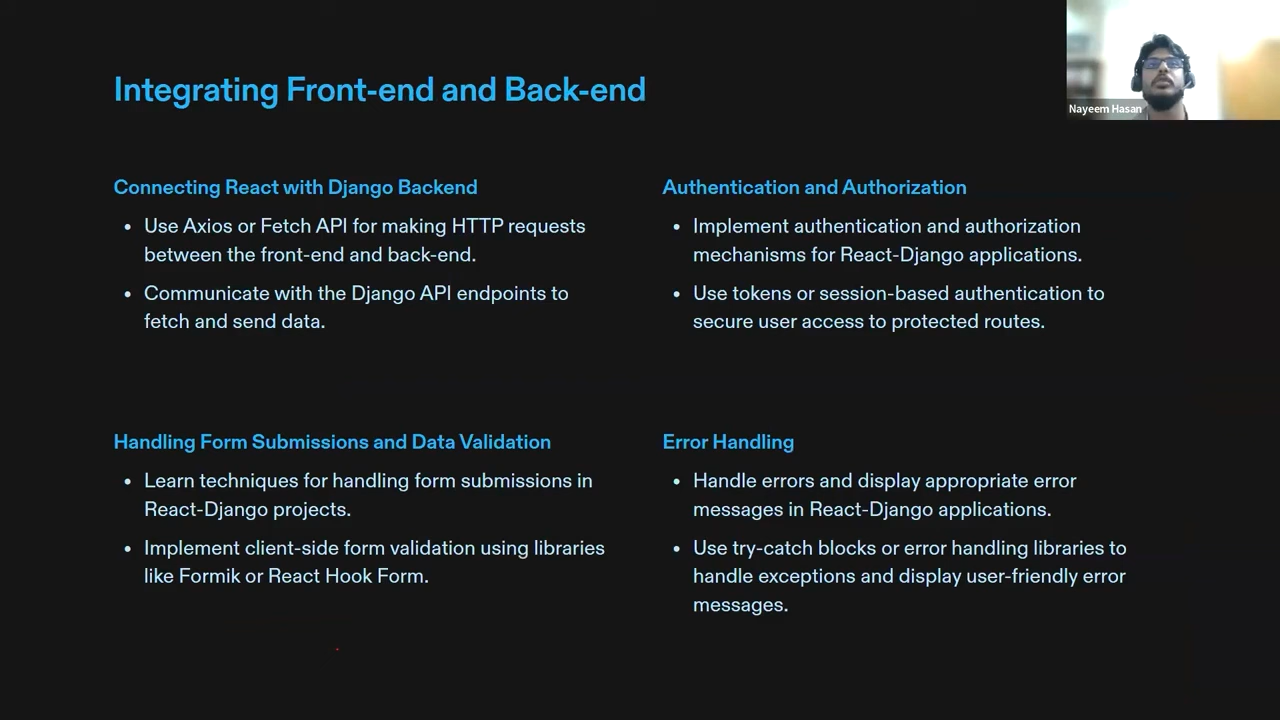 Integrating Front-end and Back-end
Nayeem Hasan
Connecting React with Django Backend
• Use Axios or Fetch API for making HTTP requests
between the front-end and back-end.
• Communicate with the Django API endpoints to
fetch and send data.
Authentication and Authorization
• Implement authentication and authorization
mechanisms for React-Django applications.
• Use tokens or session-based authentication to
secure user access to protected routes.
Handling Form Submissions and Data Validation
• Learn techniques for handling form submissions in
React-Django projects.
• Implement client-side form validation using libraries
like Formik or React Hook Form.
Error Handling
• Handle errors and display appropriate error
messages in React-Django applications.
• Use try-catch blocks or error handling libraries to
handle exceptions and display user-friendly error
messages.